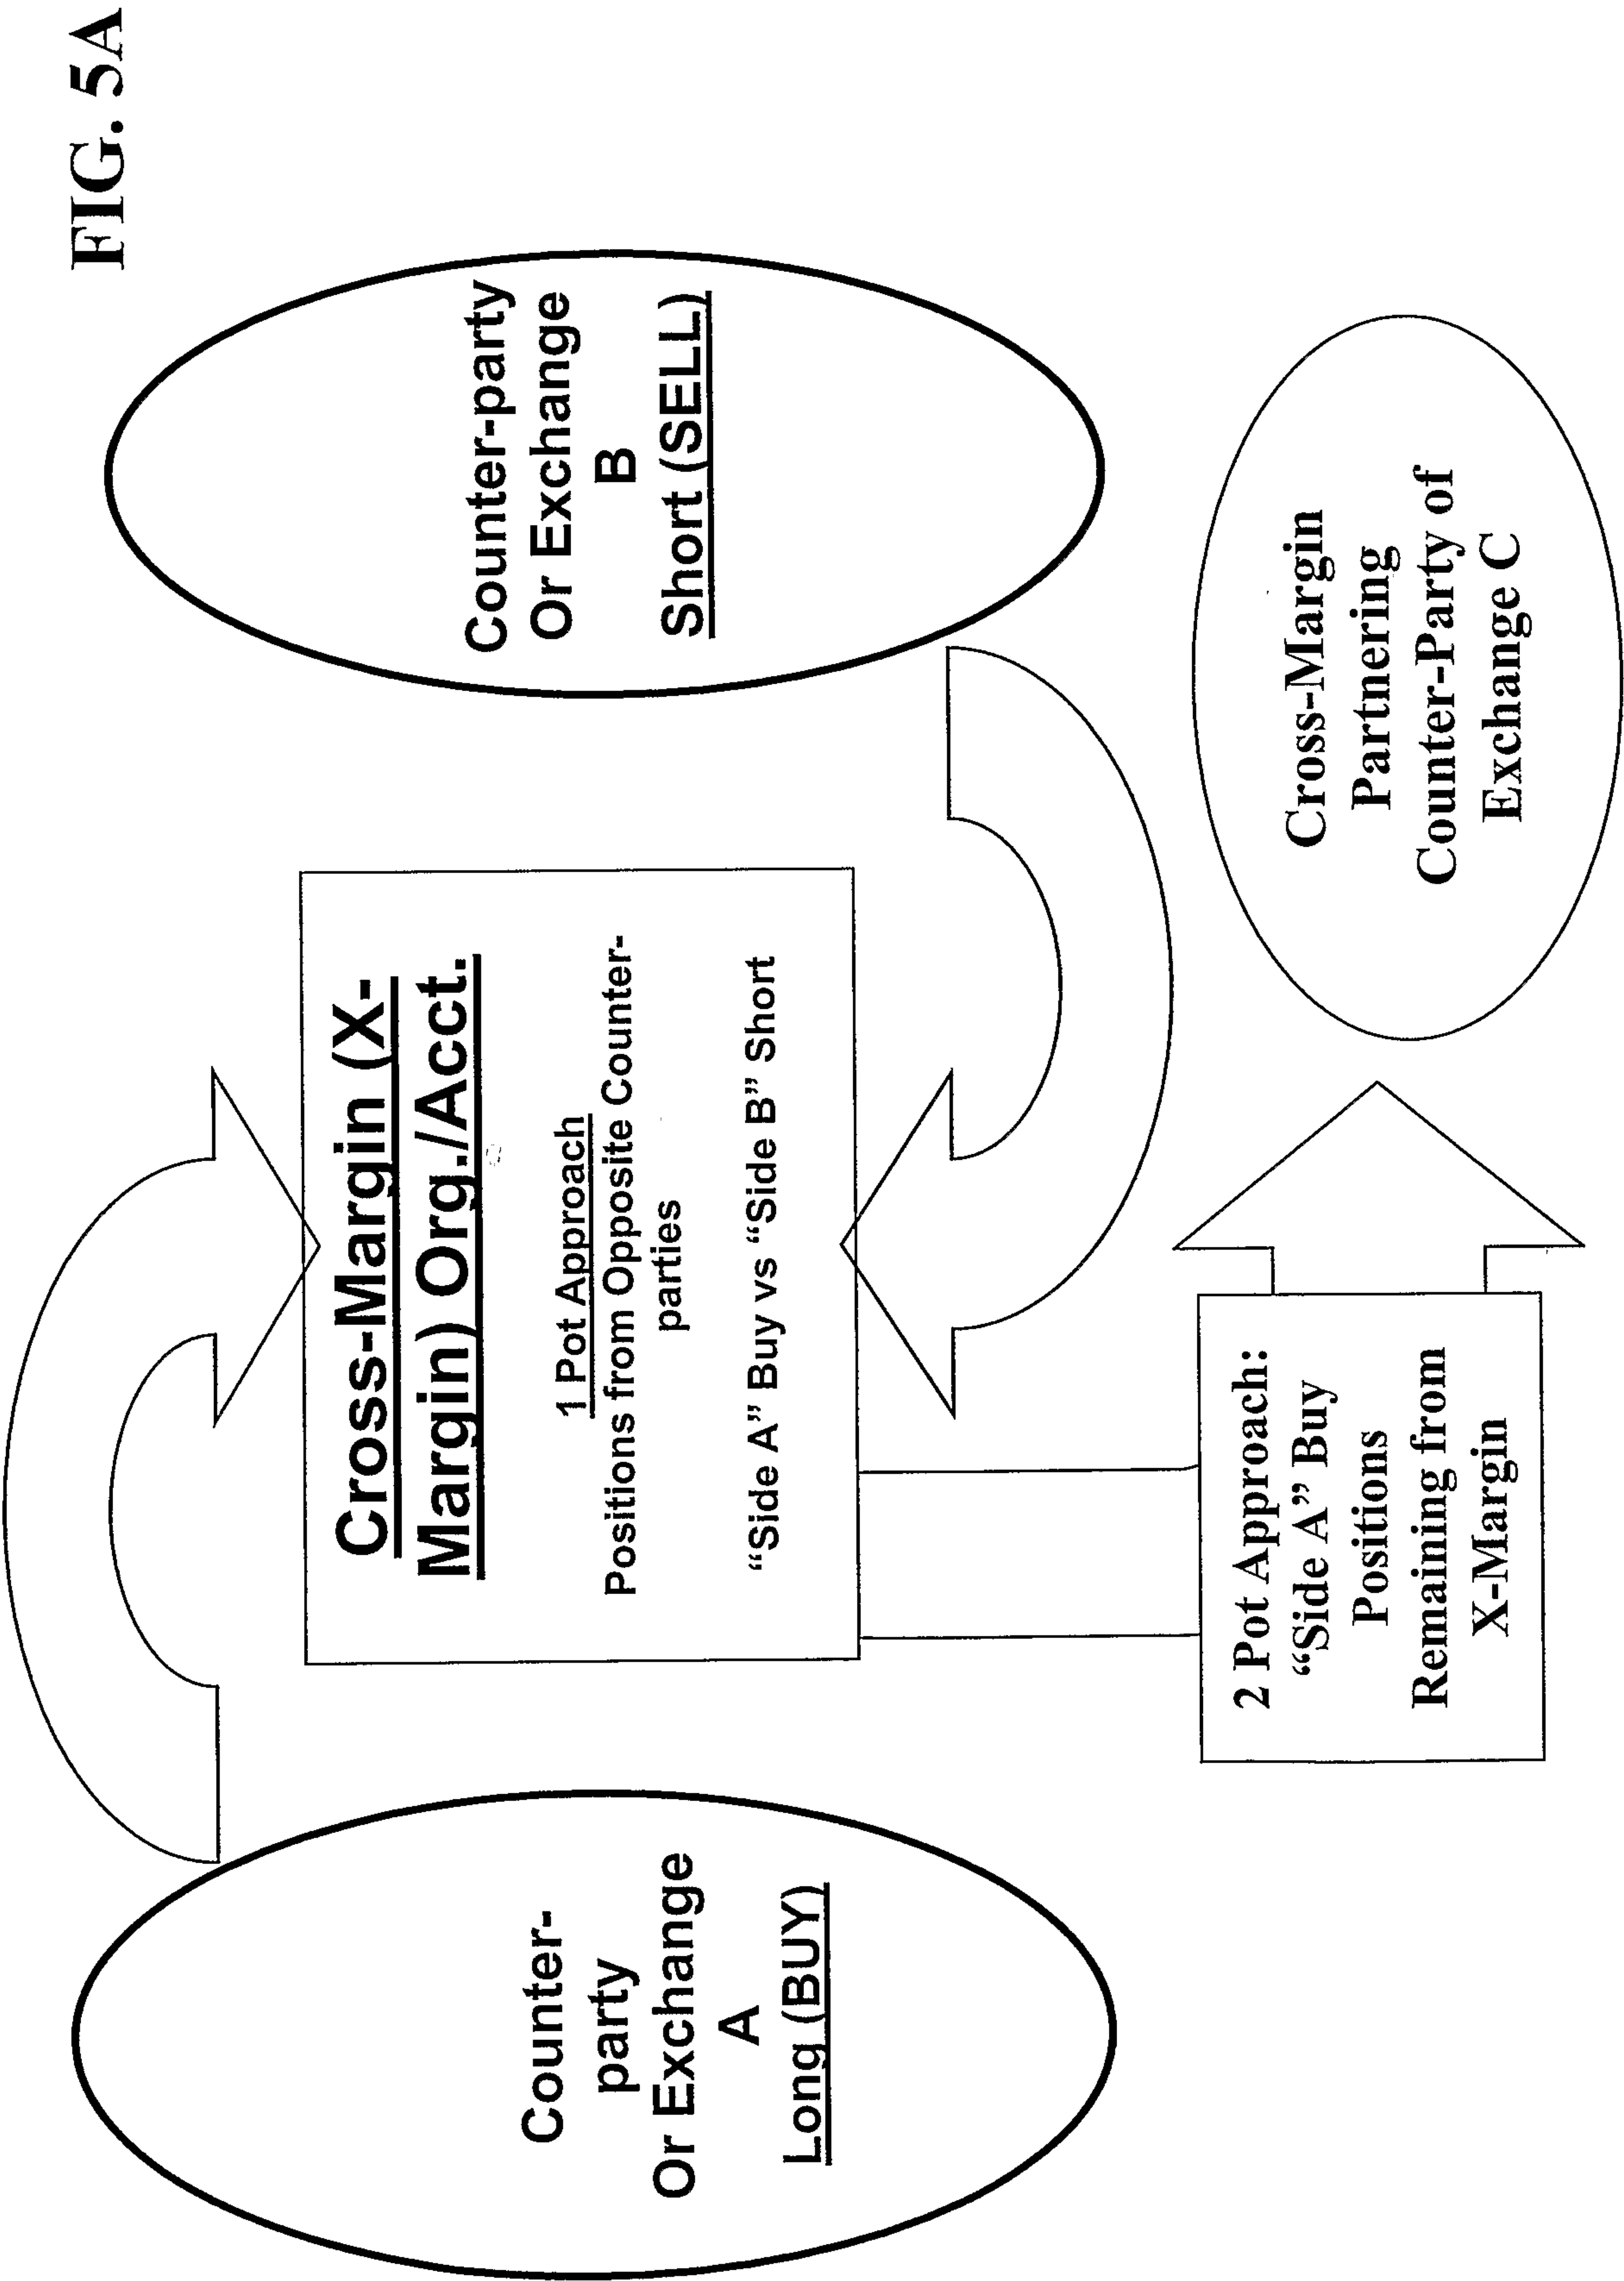 FIG. 5A
Counter-
party
Or Exchange
A
Long (BUY)
Cross-Margin (X-
Margin) Org./Acct.
1 Pot Approach
Positions from Opposite Counter-
parties
“Side A” Buy vs “Side B” Short
Counter-party
Or Exchange
B
Short (SELL)
2 Pot Approach:
“Side A” Buy
Positions
Remaining from
X-Margin
Cross-Margin
Partnering
Counter-Party of
Exchange C